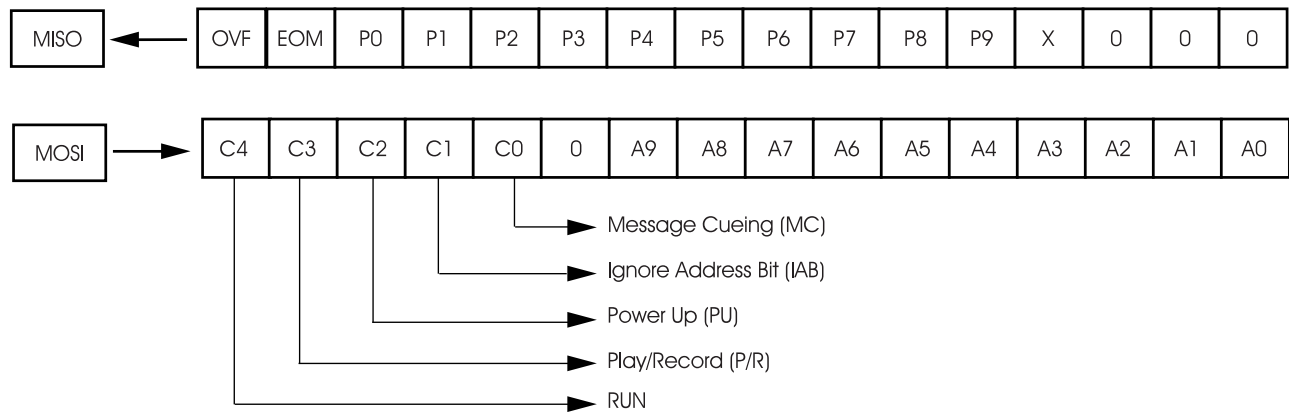 MISO OVF EOM P0 P1 P2 P3 P4 P5 P6 P7 P8 P9 X 0 0 0
MOSI C4 C3 C2 C1 C0 0 A9 A8 A7 A6 A5 A4 A3 A2 A1 A0
Message Cueing (MC)
Ignore Address Bit (IAB)
Power Up (PU)
Play/Record (P/R)
RUN